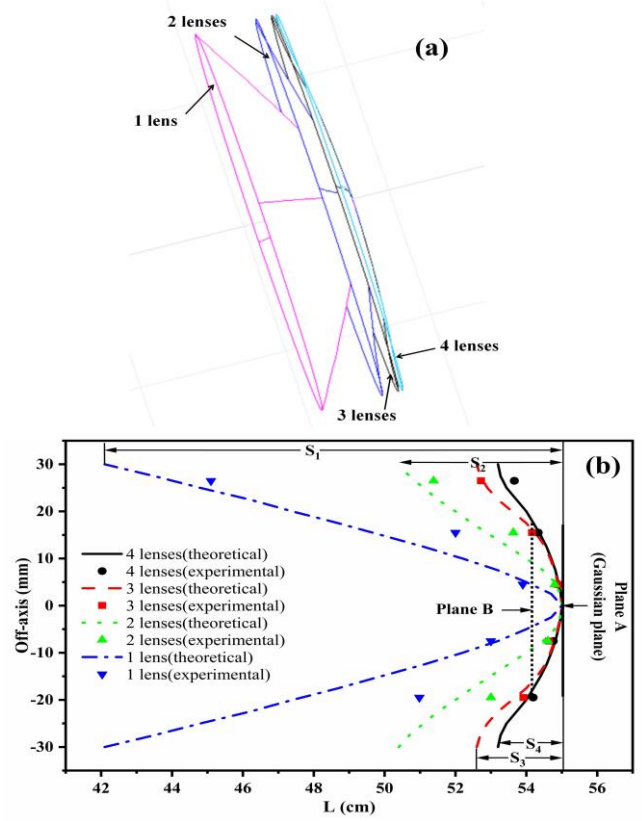 2 lenses
(a)
1 lens
4 lenses
3 lenses
S1
(b)
S2
30
20
10
0
-10
-20
-30
Off-axis (mm)
4 lenses(theoretical)
4 lenses(experimental)
3 lenses(theoretical)
3 lenses(experimental)
2 lenses(theoretical)
2 lenses(experimental)
1 lens(theoretical)
1 lens(experimental)
Plane B
Plane A
(Gaussian plane)
S4
S3
42 44 46 48 50 52 54 56
L (cm)